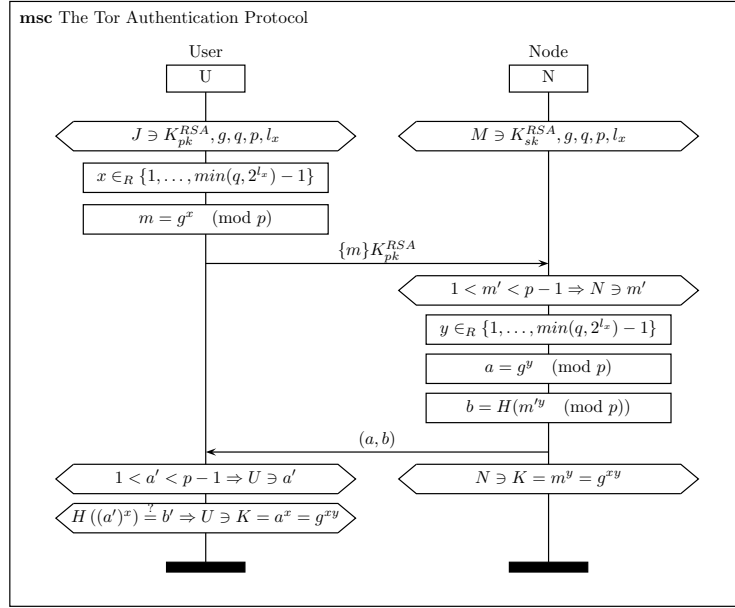 msc The Tor Authentication Protocol
User Node
U N
J ∋ K_{pk}^{RSA}, g, q, p, l_x M ∋ K_{sk}^{RSA}, g, q, p, l_x
x ∈_R {1, . . . , min(q, 2^{l_x}) − 1}
m = g^x (mod p)
{m}K_{pk}^{RSA}
1 < m′ < p − 1 ⇒ N ∋ m′
y ∈_R {1, . . . , min(q, 2^{l_x}) − 1}
a = g^y (mod p)
b = H(m′^y (mod p))
(a, b)
1 < a′ < p − 1 ⇒ U ∋ a′ N ∋ K = m^y = g^{xy}
H ((a′)^x) ≟ b′ ⇒ U ∋ K = a^x = g^{xy}